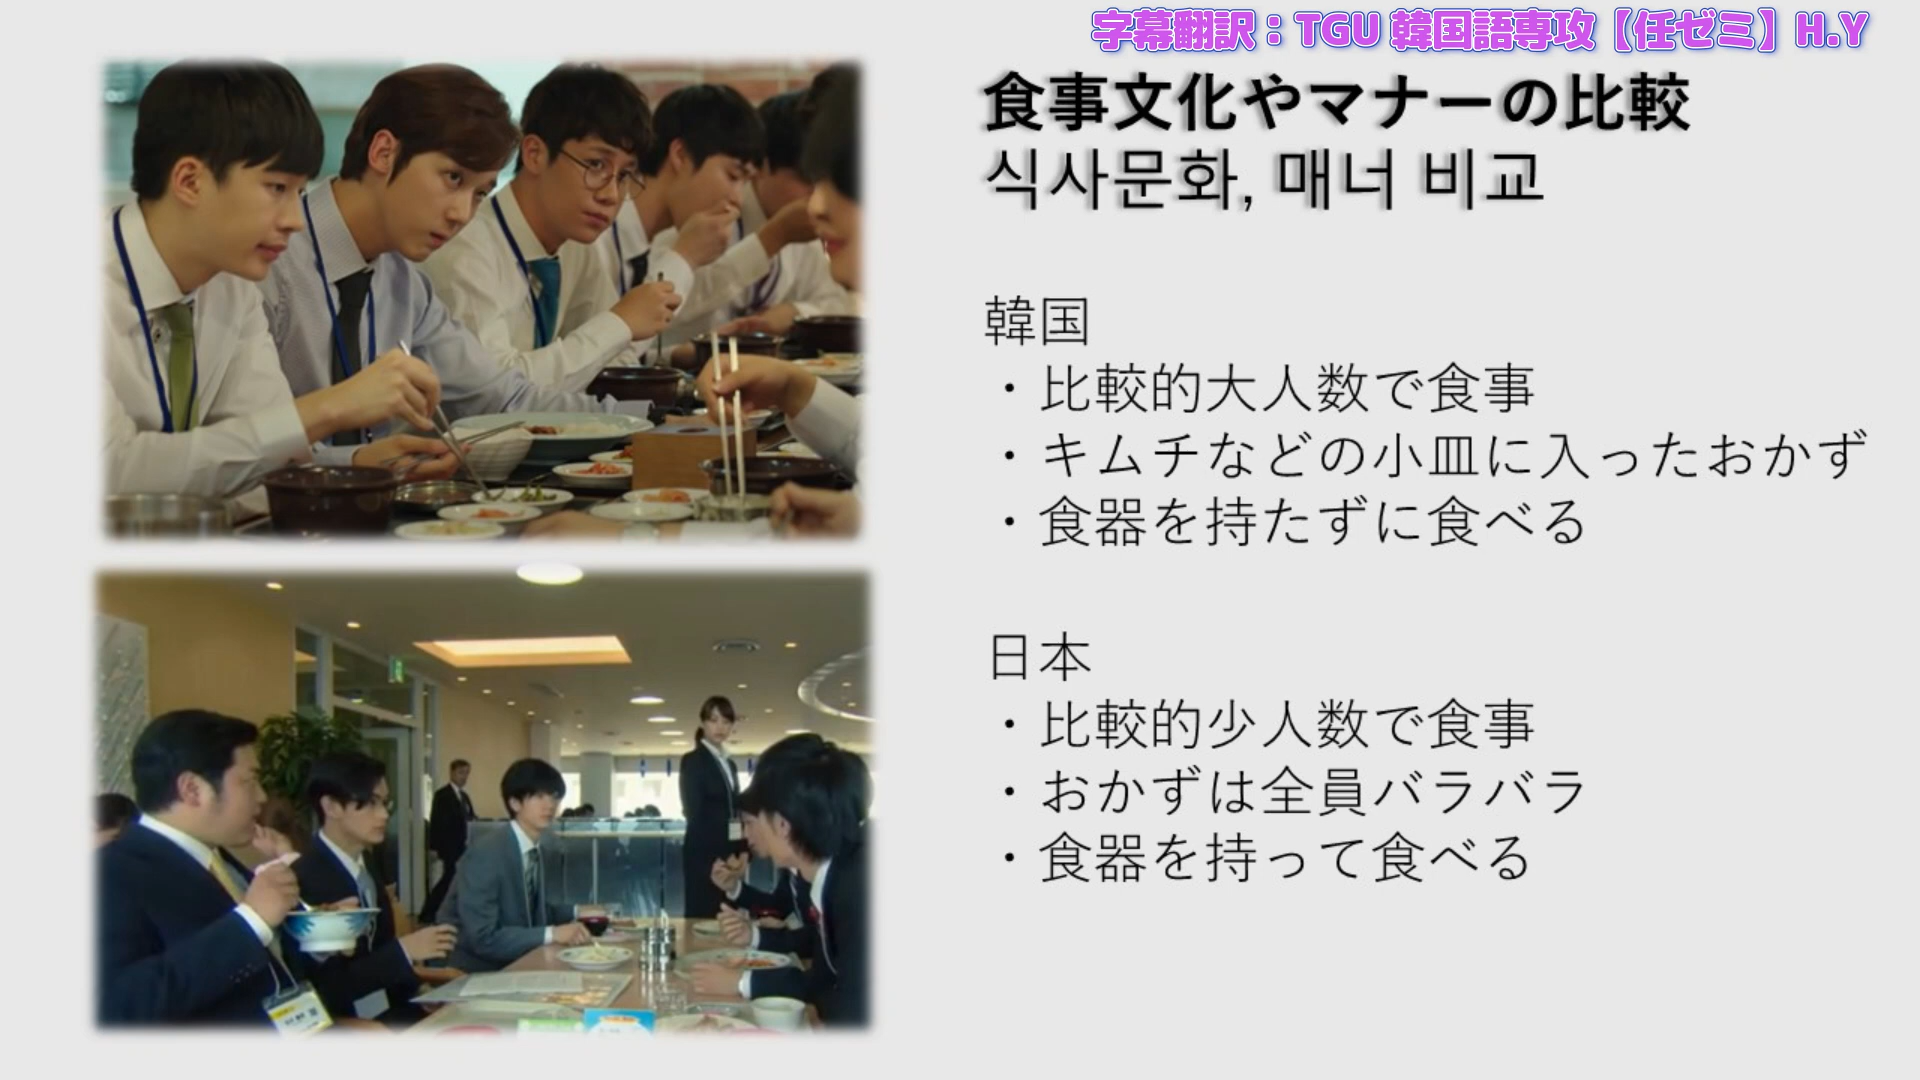 字幕翻訳：TGU 韓国語専攻【任ゼミ】H.Y
食事文化やマナーの比較
식사문화, 매너 비교
韓国
・比較的大人数で食事
・キムチなどの小皿に入ったおかず
・食器を持たずに食べる
日本
・比較的少人数で食事
・おかずは全員バラバラ
・食器を持って食べる